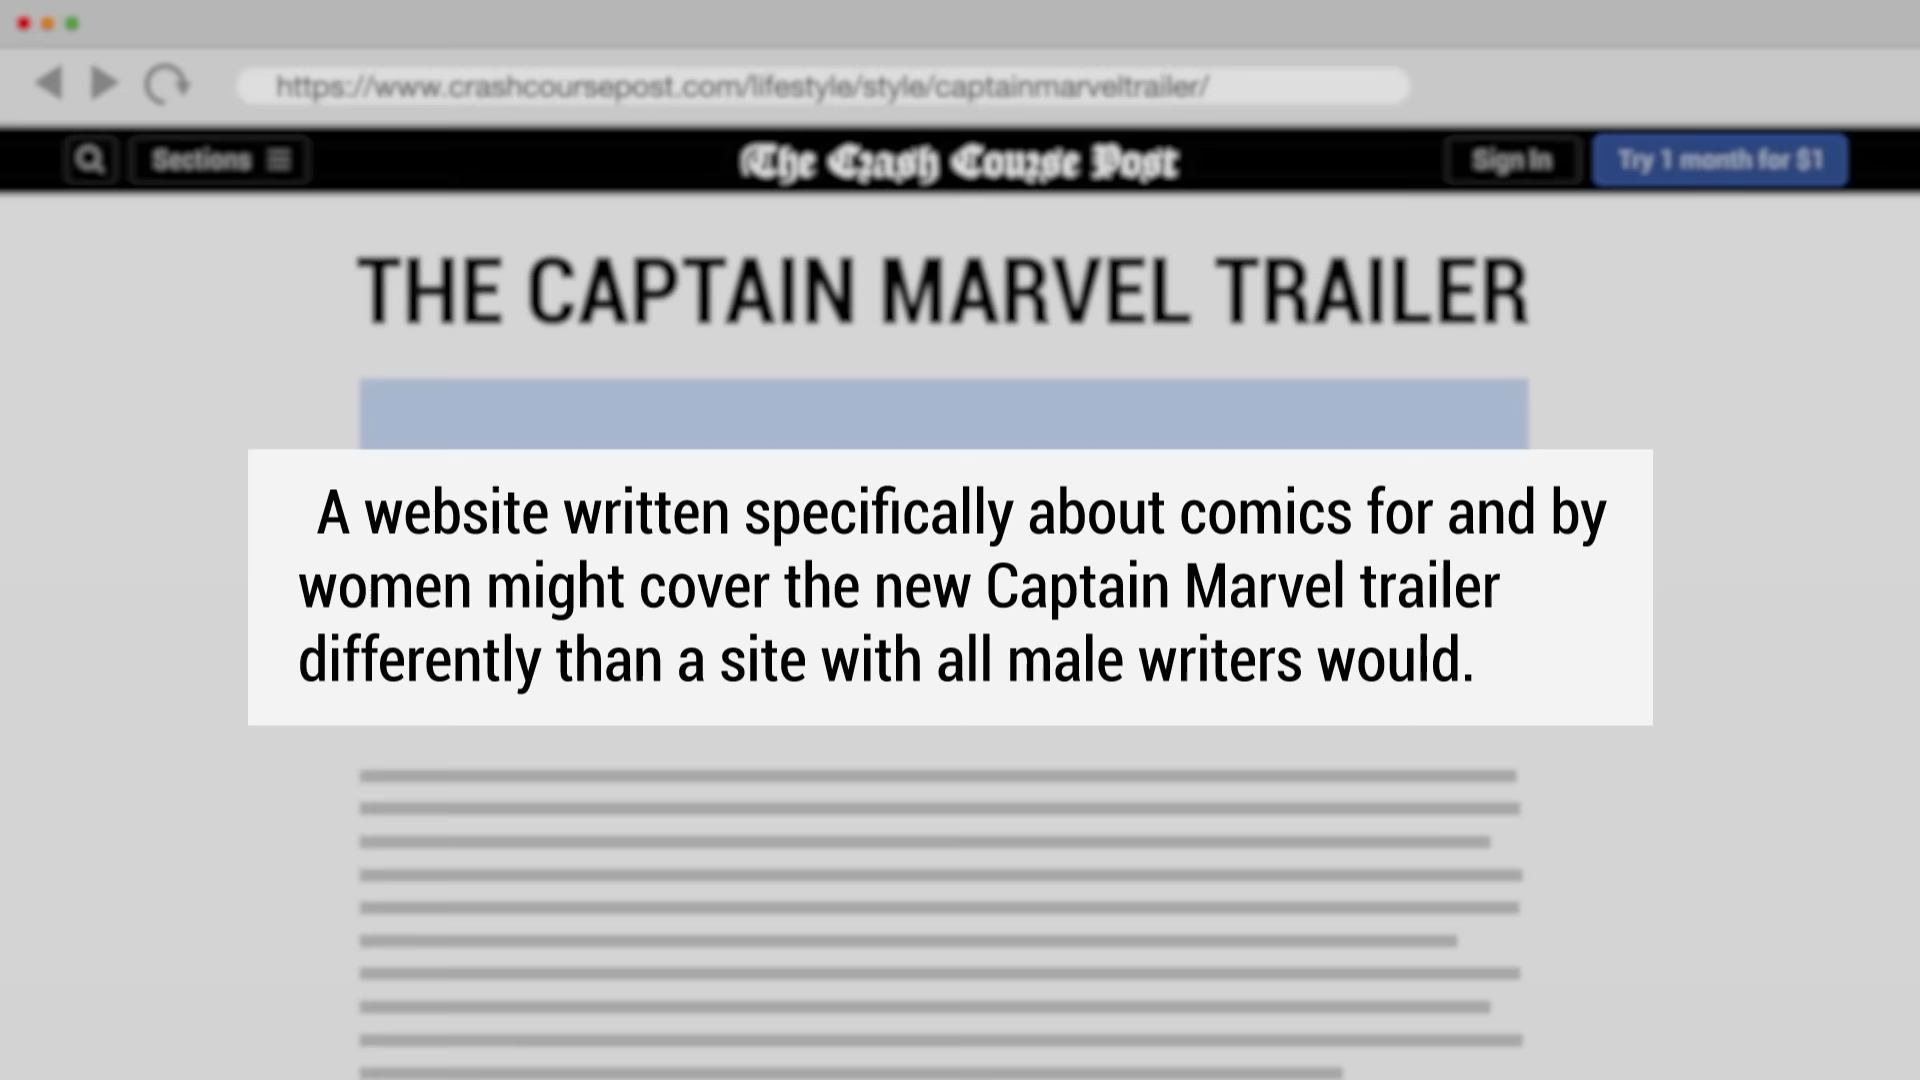 https://www.crashcoursepost.com/lifestyle/style/captainmarveltrailer/
Sections
The Crash Course Post
Sign In
Try 1 month for $1
THE CAPTAIN MARVEL TRAILER
A website written specifically about comics for and by
women might cover the new Captain Marvel trailer
differently than a site with all male writers would.